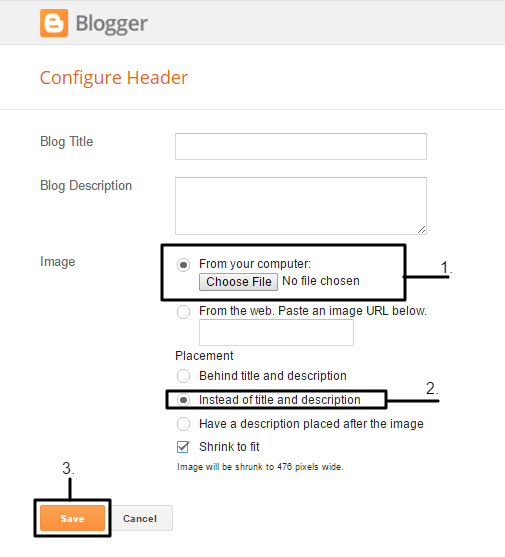 Blogger
Configure Header
Blog Title
Blog Description
Image
From your computer:
Choose File No file chosen
1.
From the web. Paste an image URL below.
Placement
Behind title and description
2.
Instead of title and description
Have a description placed after the image
Shrink to fit
Image will be shrunk to 476 pixels wide.
3.
Save Cancel